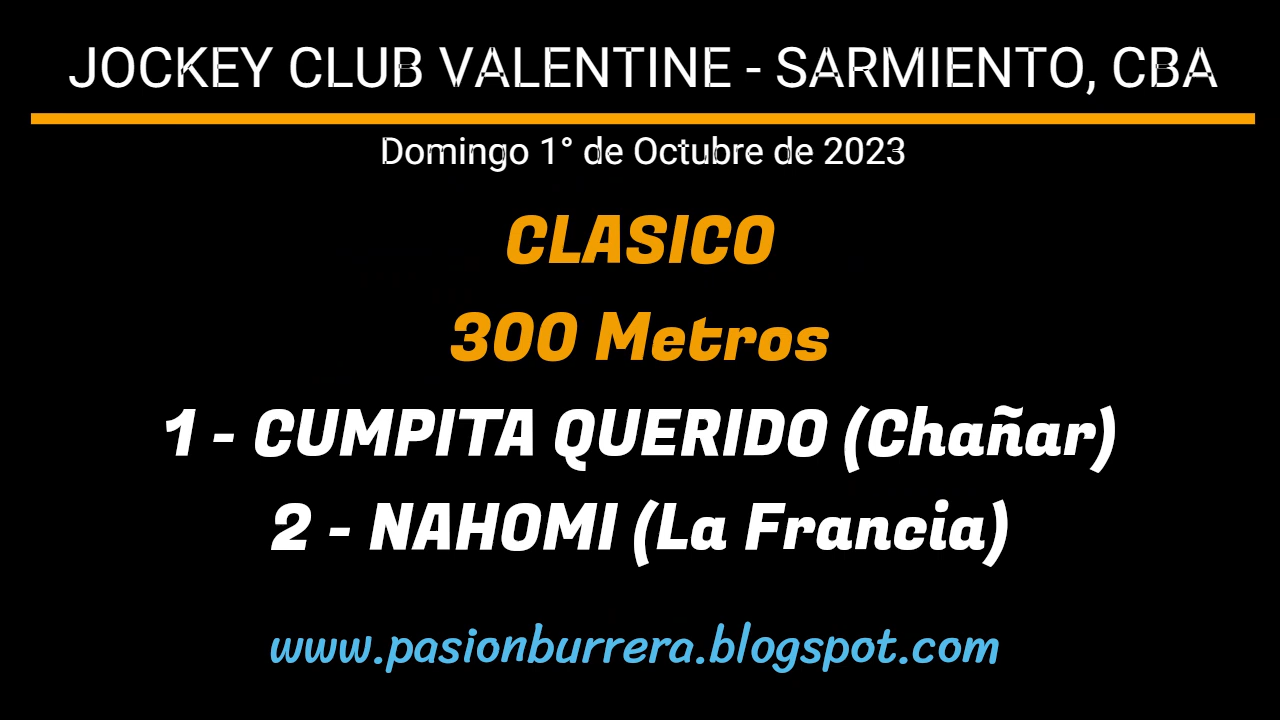 JOCKEY CLUB VALENTINE - SARMIENTO, CBA
Domingo 1° de Octubre de 2023
CLASICO
300 Metros
1 - CUMPITA QUERIDO (Chañar)
2 - NAHOMI (La Francia)
www.pasionburrera.blogspot.com